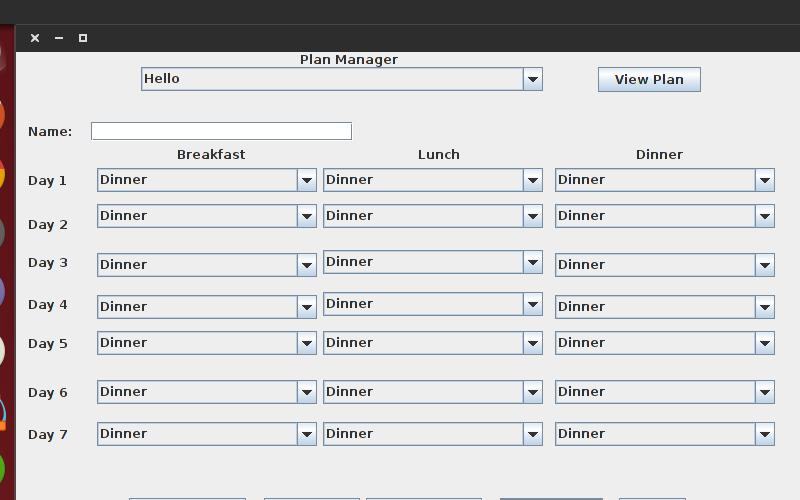 Plan Manager
Hello View Plan
Name:
Breakfast Lunch Dinner
Day 1 Dinner Dinner Dinner
Day 2 Dinner Dinner Dinner
Day 3 Dinner Dinner Dinner
Day 4 Dinner Dinner Dinner
Day 5 Dinner Dinner Dinner
Day 6 Dinner Dinner Dinner
Day 7 Dinner Dinner Dinner